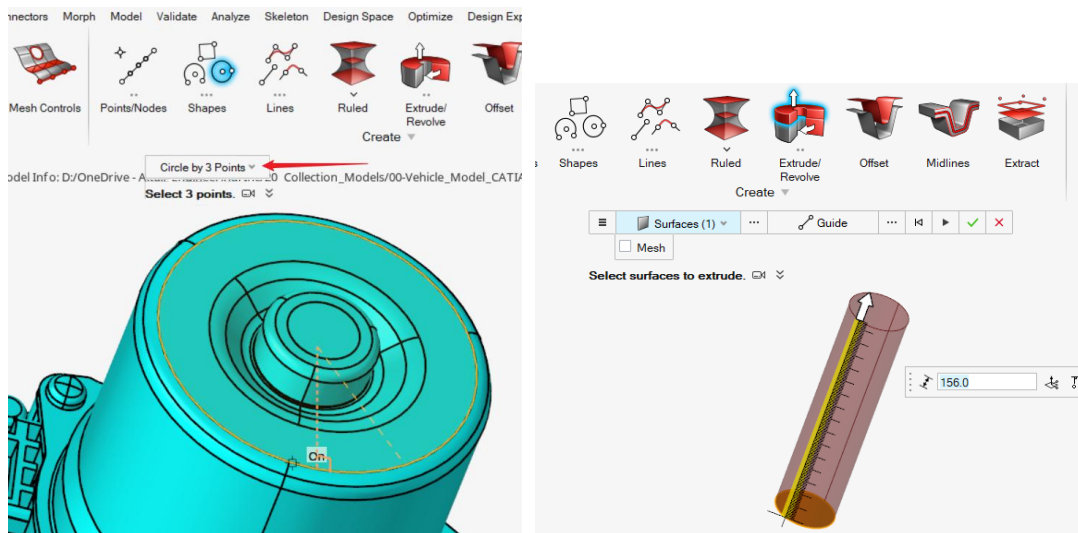 nnectors Morph Model Validate Analyze Skeleton Design Space Optimize Design Exp
Mesh Controls Points/Nodes Shapes Lines Ruled Extrude/ Revolve Offset
Create
Circle by 3 Points
odel Info: D:/OneDrive - 20 Collection_Models/00-Vehicle_Model_CATIA
Select 3 points.
On
s Shapes Lines Ruled Extrude/ Revolve Offset Midlines Extract
Create
Surfaces (1) Guide
Mesh
Select surfaces to extrude.
156.0